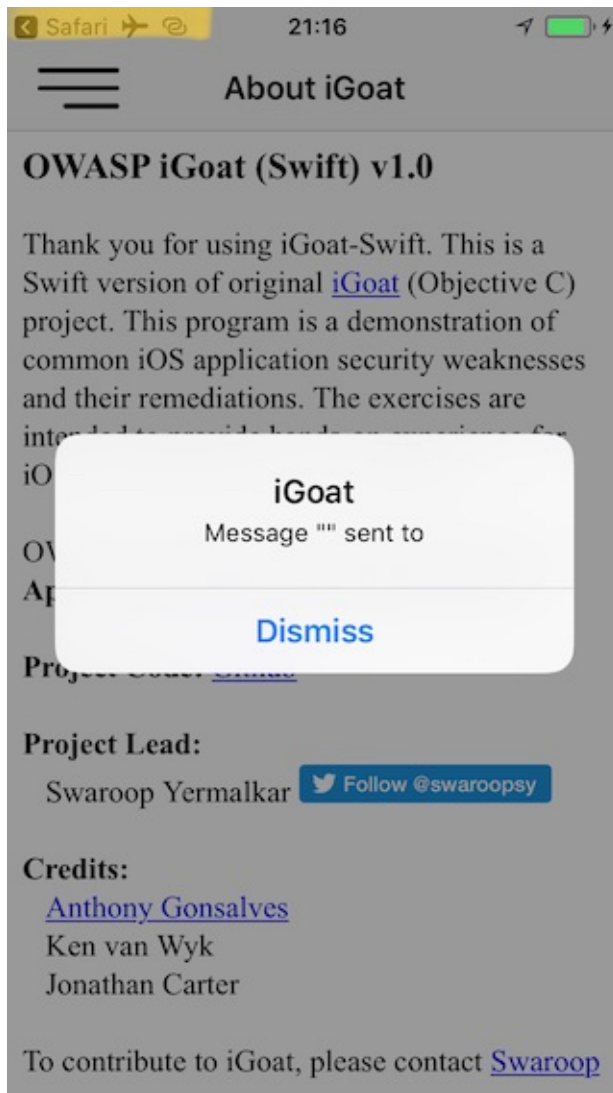 Safari
21:16
About iGoat
OWASP iGoat (Swift) v1.0
Thank you for using iGoat-Swift. This is a
Swift version of original iGoat (Objective C)
project. This program is a demonstration of
common iOS application security weaknesses
and their remediations. The exercises are
iGoat
Message "" sent to
Dismiss
Project Lead:
Swaroop Yermalkar
Follow @swaroopsy
Credits:
Anthony Gonsalves
Ken van Wyk
Jonathan Carter
To contribute to iGoat, please contact Swaroop